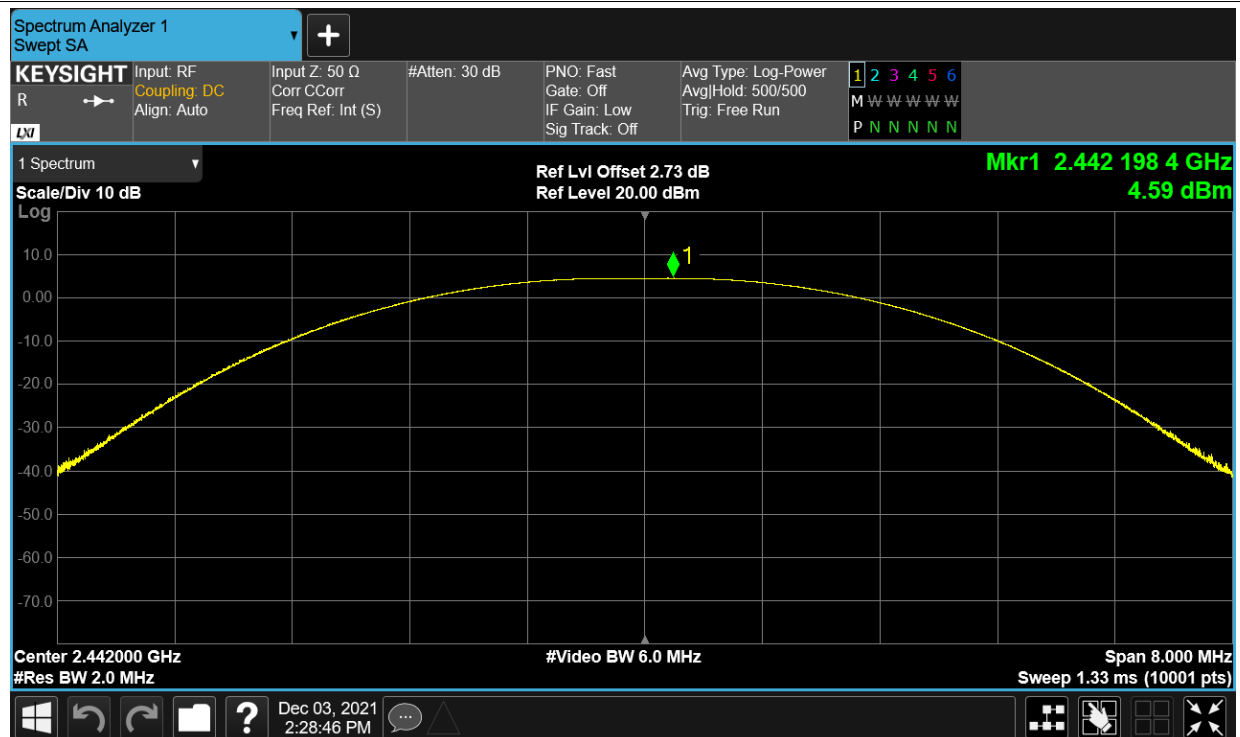 Spectrum Analyzer 1
Swept SA
KEYSIGHT
R
LXI
Input: RF
Coupling: DC
Align: Auto
Input Z: 50 Ω
Corr CCorr
Freq Ref: Int (S)
#Atten: 30 dB
PNO: Fast
Gate: Off
IF Gain: Low
Sig Track: Off
Avg Type: Log-Power
Avg|Hold: 500/500
Trig: Free Run
1 2 3 4 5 6
M W W W W W
P N N N N N
1 Spectrum
Scale/Div 10 dB
Ref Lvl Offset 2.73 dB
Ref Level 20.00 dBm
Mkr1 2.442 198 4 GHz
4.59 dBm
Log
10.0
0.00
-10.0
-20.0
-30.0
-40.0
-50.0
-60.0
-70.0
1
Center 2.442000 GHz
#Res BW 2.0 MHz
#Video BW 6.0 MHz
Span 8.000 MHz
Sweep 1.33 ms (10001 pts)
?
Dec 03, 2021
2:28:46 PM